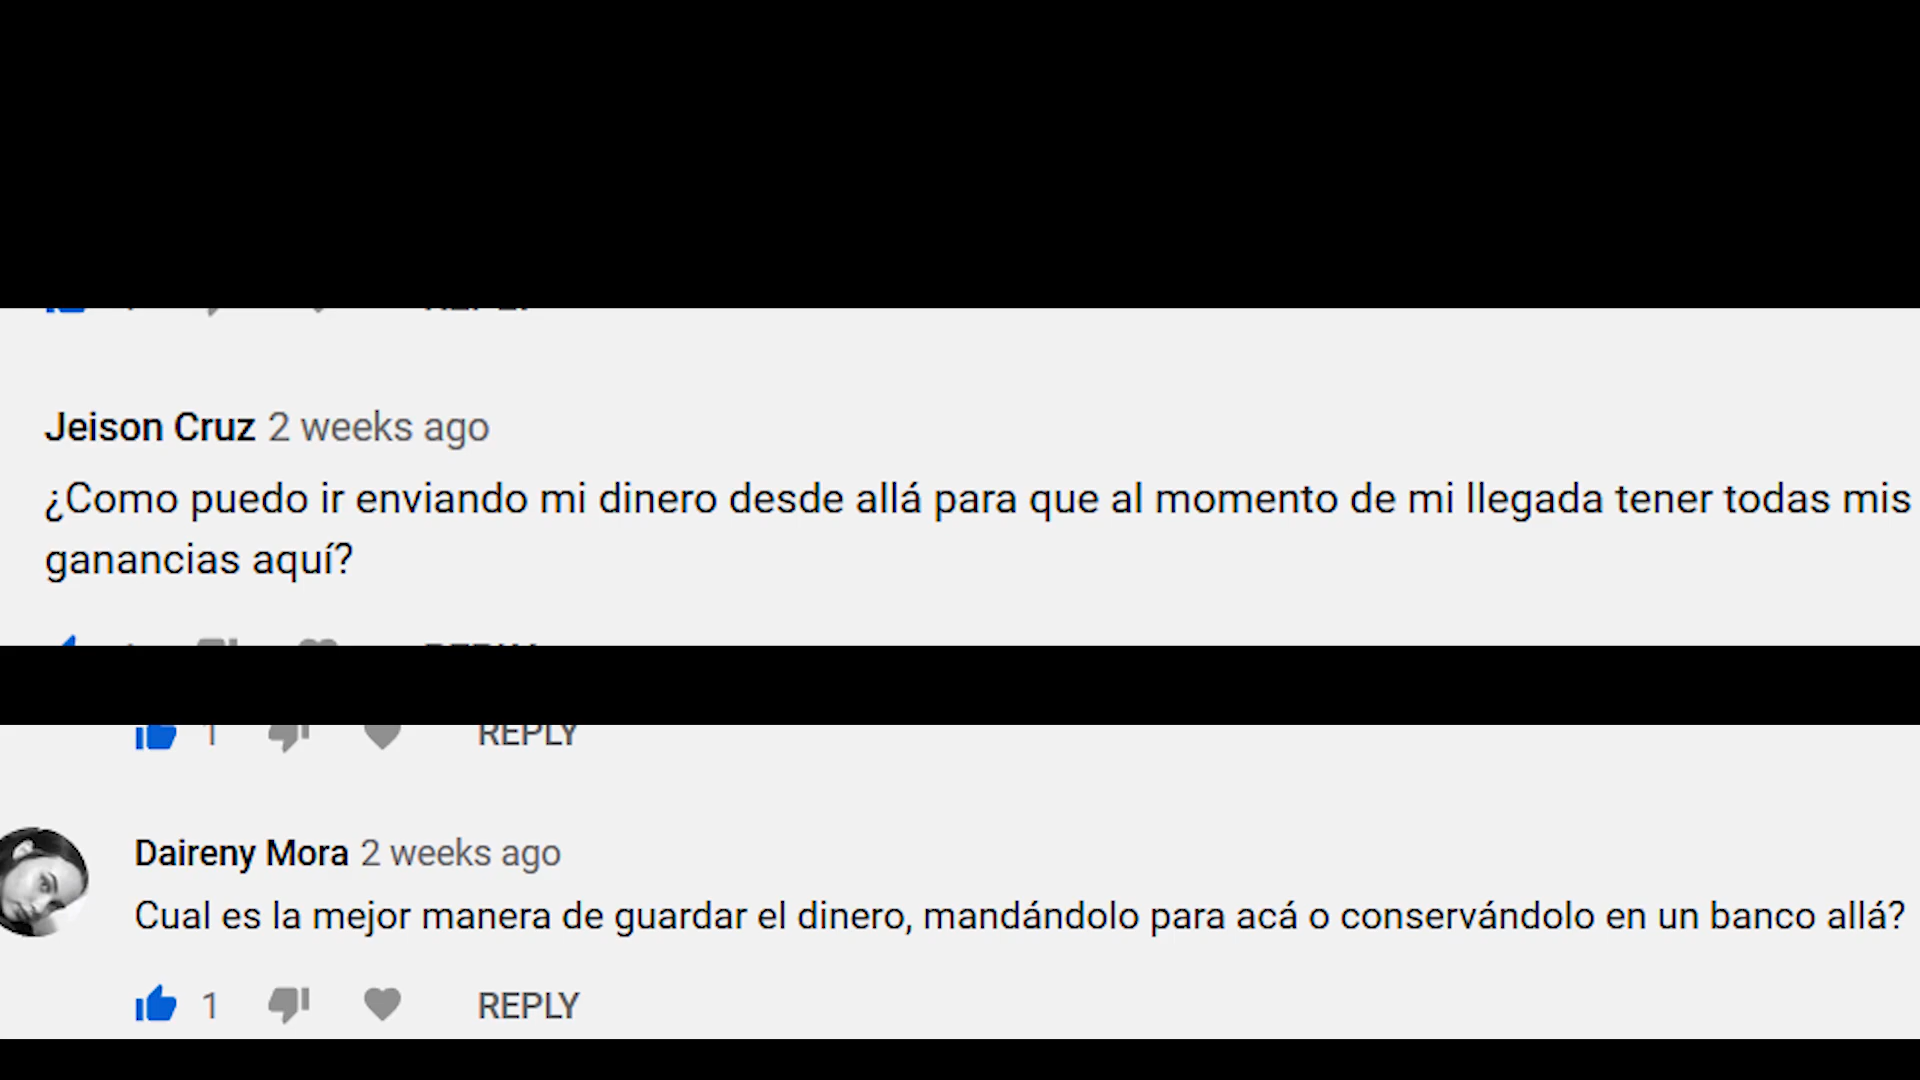 Jeison Cruz 2 weeks ago
¿Como puedo ir enviando mi dinero desde allá para que al momento de mi llegada tener todas mis
ganancias aquí?
1 REPLY
Daireny Mora 2 weeks ago
Cual es la mejor manera de guardar el dinero, mandándolo para acá o conservándolo en un banco allá?
1 REPLY